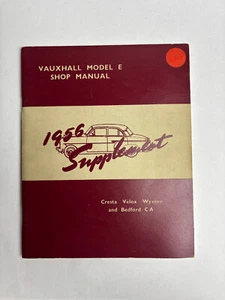 VAUXHALL MODEL E
SHOP MANUAL
1956
Supplement
Cresta Velox Wyvern
and Bedford CA